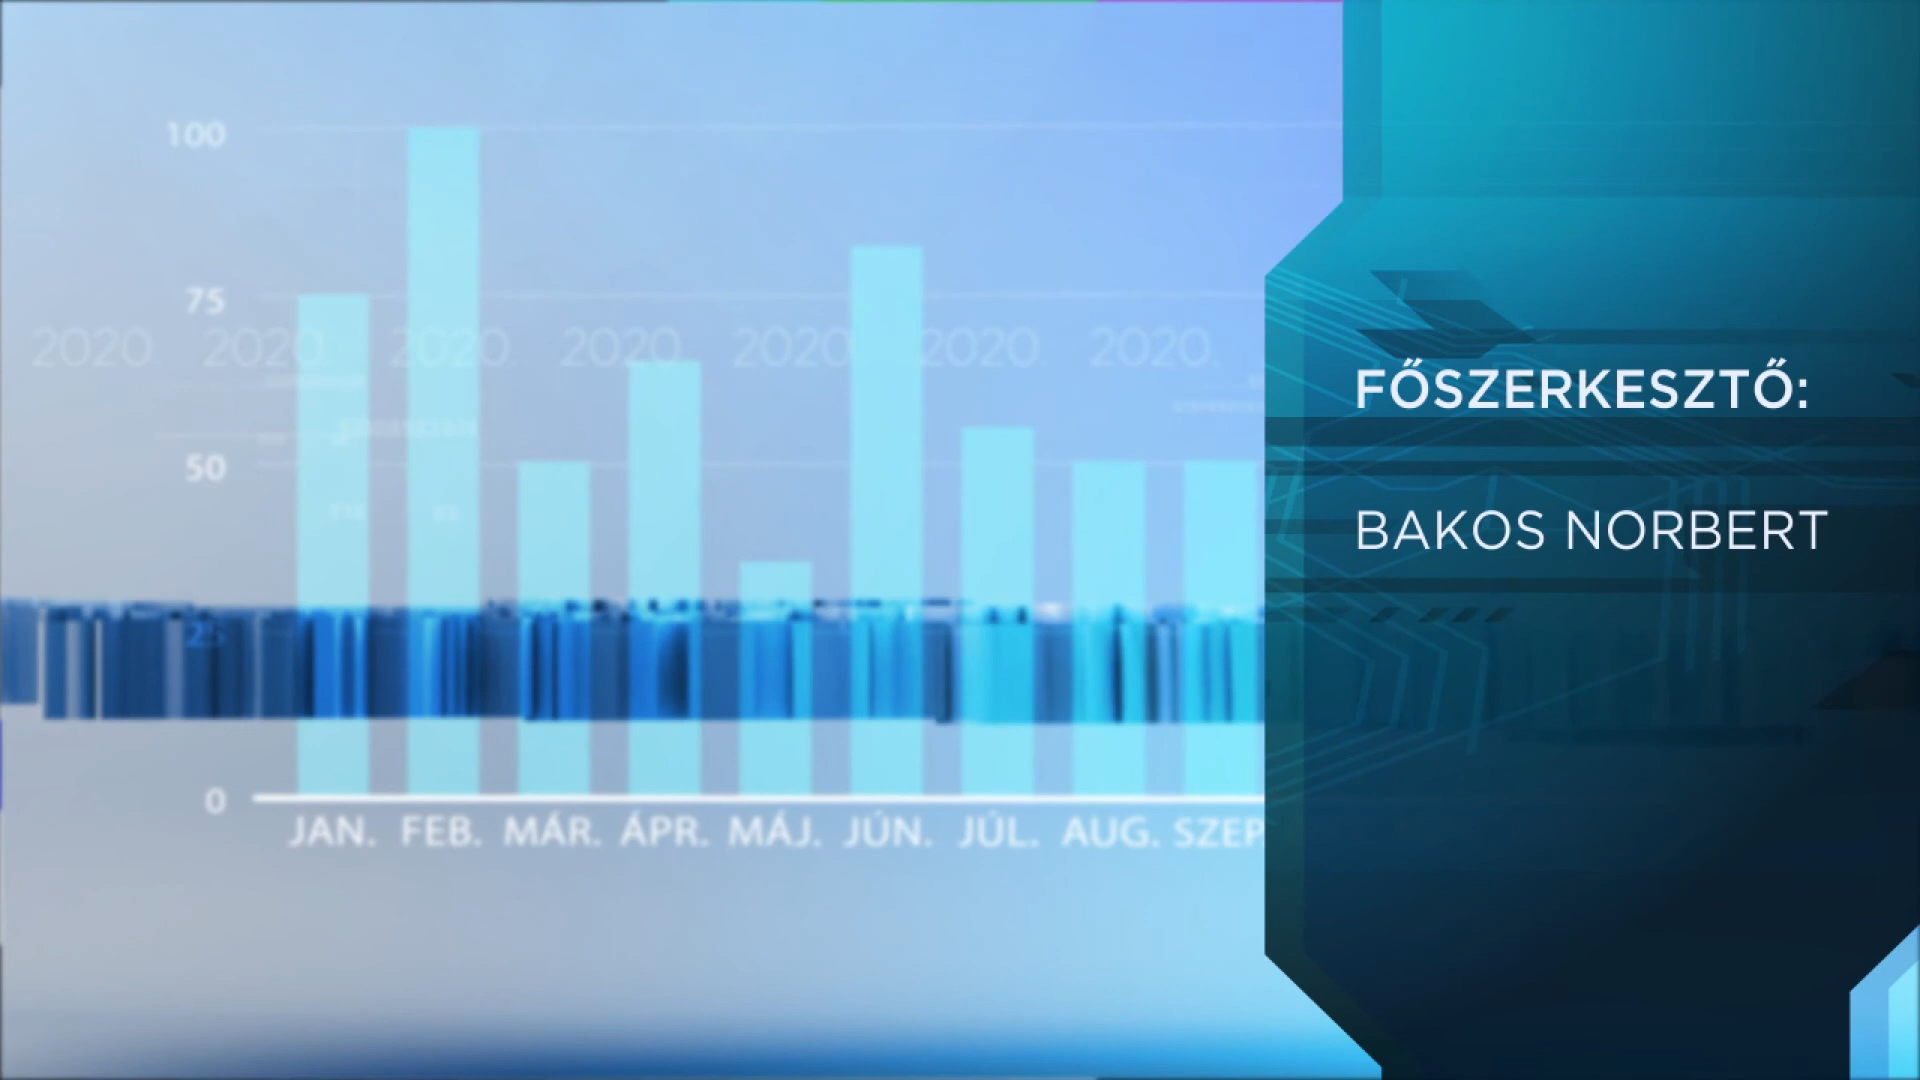 100
75
2020. 2020. 2020. 2020. 2020. 2020. 2020.
50
25
0
JAN. FEB. MÁR. ÁPR. MÁJ. JÚN. JÚL. AUG. SZEP
FŐSZERKESZTŐ:
BAKOS NORBERT